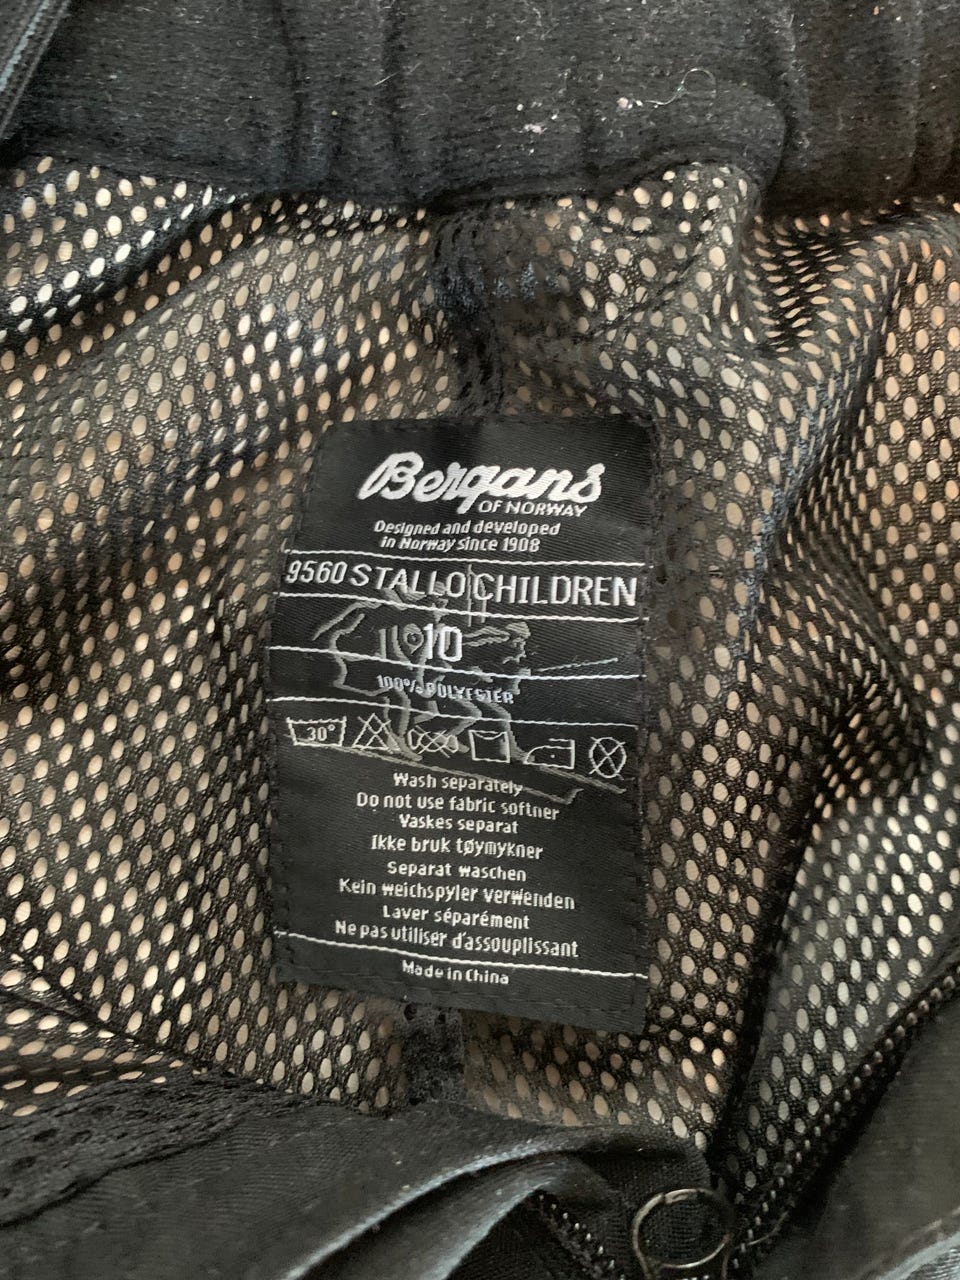 Bergans
OF NORWAY
Designed and developed
in Norway since 1908
9560 STALLO CHILDREN
10
100% POLYESTER
30°
Wash separately
Do not use fabric softner
Vaskes separat
Ikke bruk tøymykner
Separat waschen
Kein weichspyler verwenden
Laver séparément
Ne pas utiliser d'assouplissant
Made in China